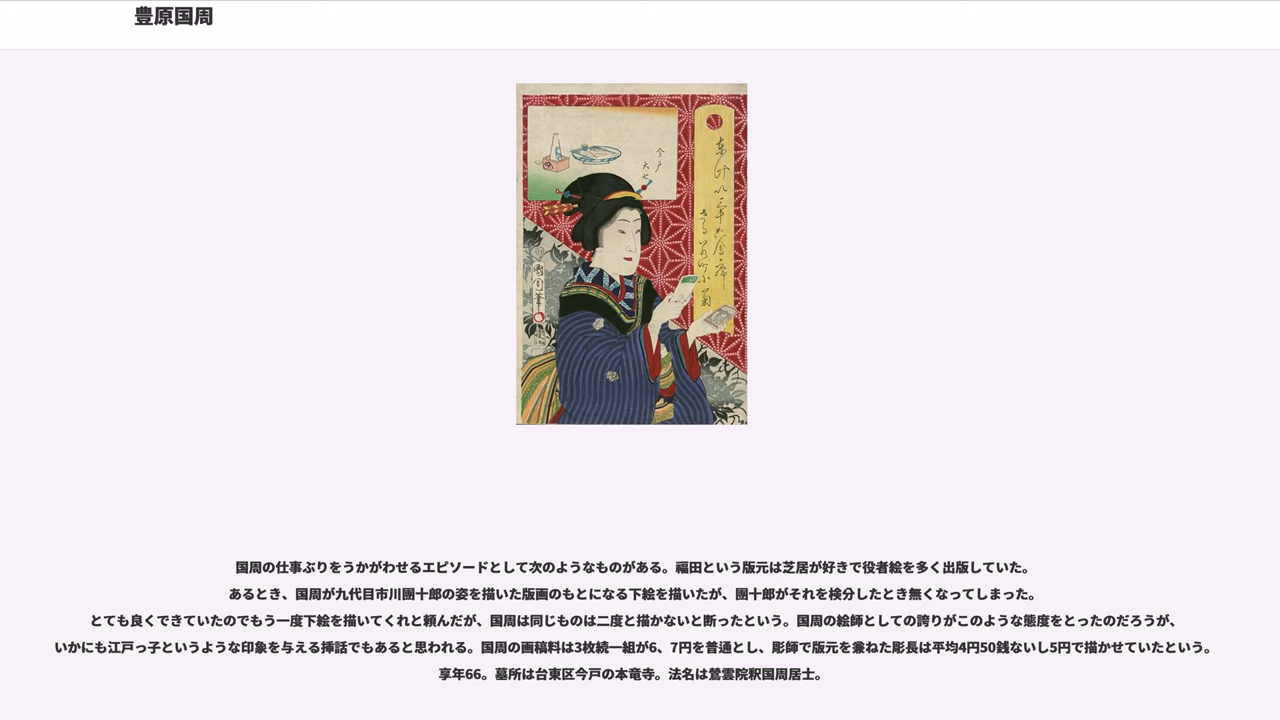 豊原国周
今戸
大七
國周筆
国周の仕事ぶりをうかがわせるエピソードとして次のようなものがある。福田という版元は芝居が好きで役者絵を多く出版していた。
あるとき、国周が九代目市川團十郎の姿を描いた版画のもとになる下絵を描いたが、團十郎がそれを検分したとき無くなってしまった。
とても良くできていたのでもう一度下絵を描いてくれと頼んだが、国周は同じものは二度と描かないと断ったという。国周の絵師としての誇りがこのような態度をとったのだろうが、
いかにも江戸っ子というような印象を与える挿話でもあると思われる。国周の画稿料は3枚続一組が6、7円を普通とし、彫師で版元を兼ねた彫長は平均4円50銭ないし5円で描かせていたという。
享年66。墓所は台東区今戸の本竜寺。法名は鶯雲院釈国周居士。